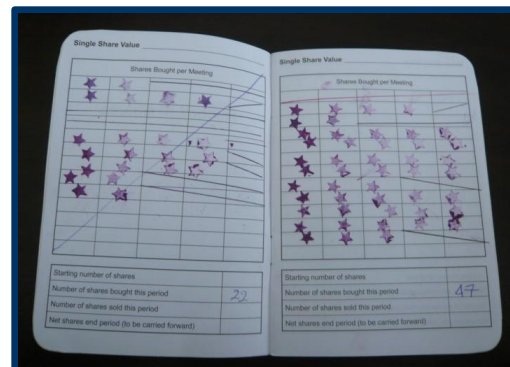 Single Share Value
Shares Bought per Meeting
Starting number of shares
Number of shares bought this period 22
Number of shares sold this period
Net shares end period (to be carried forward)
Single Share Value
Shares Bought per Meeting
Starting number of shares
Number of shares bought this period 47
Number of shares sold this period
Net shares end period (to be carried forward)